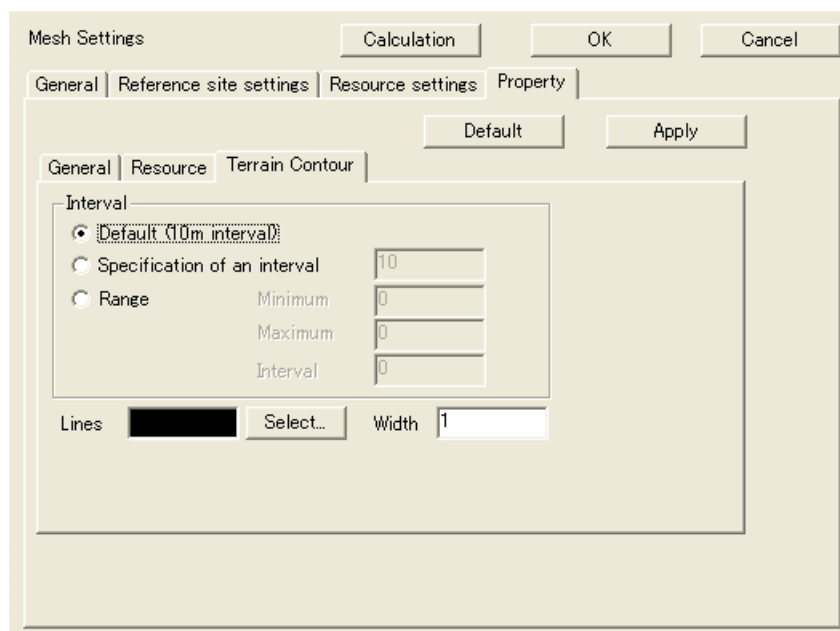 Mesh Settings Calculation OK Cancel
General Reference site settings Resource settings Property
Default Apply
General Resource Terrain Contour
Interval
Default (10m interval)
Specification of an interval 10
Range Minimum 0
Maximum 0
Interval 0
Lines Select... Width 1